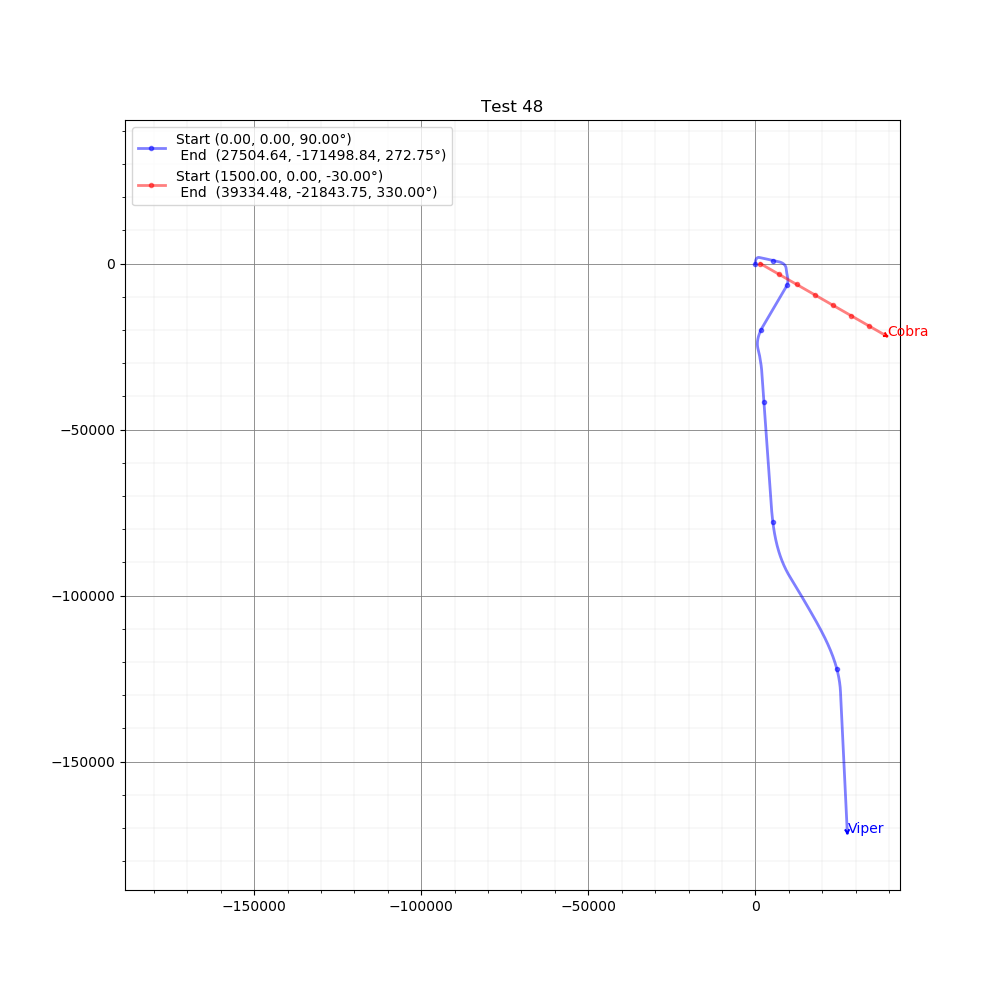 Test 48
Start (0.00, 0.00, 90.00°)
End (27504.64, -171498.84, 272.75°)
Start (1500.00, 0.00, -30.00°)
End (39334.48, -21843.75, 330.00°)
0
Cobra
−50000
−100000
−150000
Viper
−150000
−100000
−50000
0